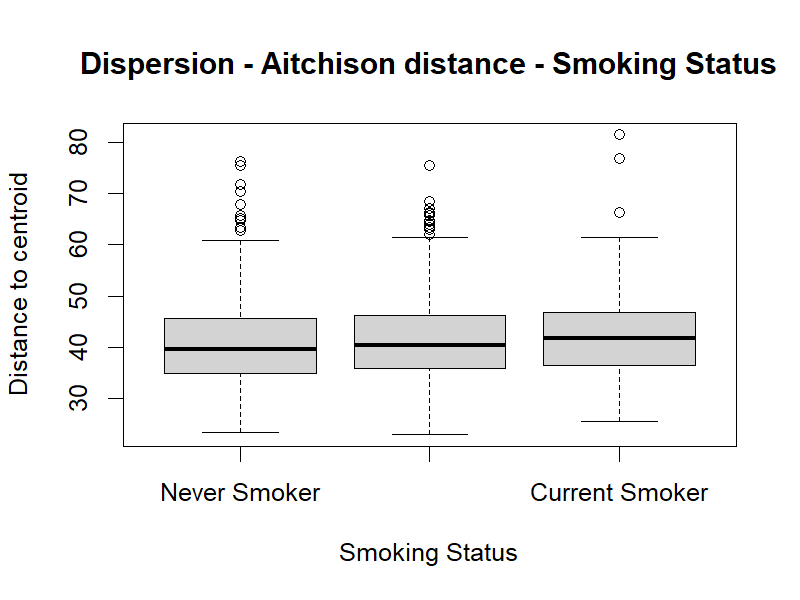 Dispersion - Aitchison distance - Smoking Status
80
70
60
50
40
30
Distance to centroid
Never Smoker
Current Smoker
Smoking Status